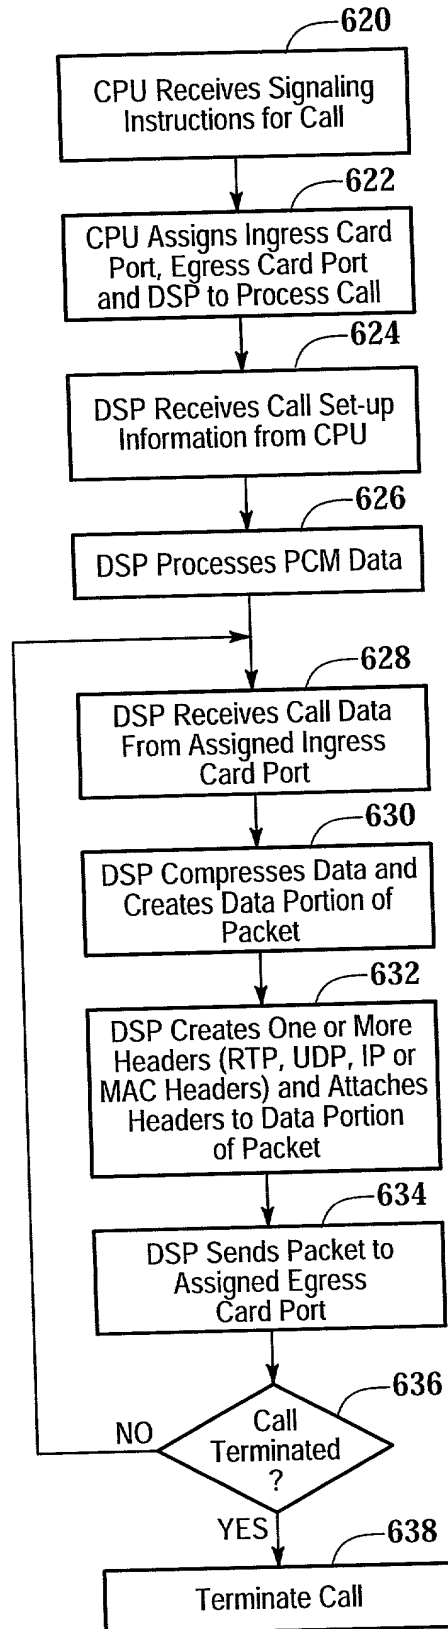 620
CPU Receives Signaling
Instructions for Call
622
CPU Assigns Ingress Card
Port, Egress Card Port
and DSP to Process Call
624
DSP Receives Call Set-up
Information from CPU
626
DSP Processes PCM Data
628
DSP Receives Call Data
From Assigned Ingress
Card Port
630
DSP Compresses Data and
Creates Data Portion of
Packet
632
DSP Creates One or More
Headers (RTP, UDP, IP or
MAC Headers) and Attaches
Headers to Data Portion
of Packet
634
DSP Sends Packet to
Assigned Egress
Card Port
636
Call
Terminated
?
NO
YES
638
Terminate Call